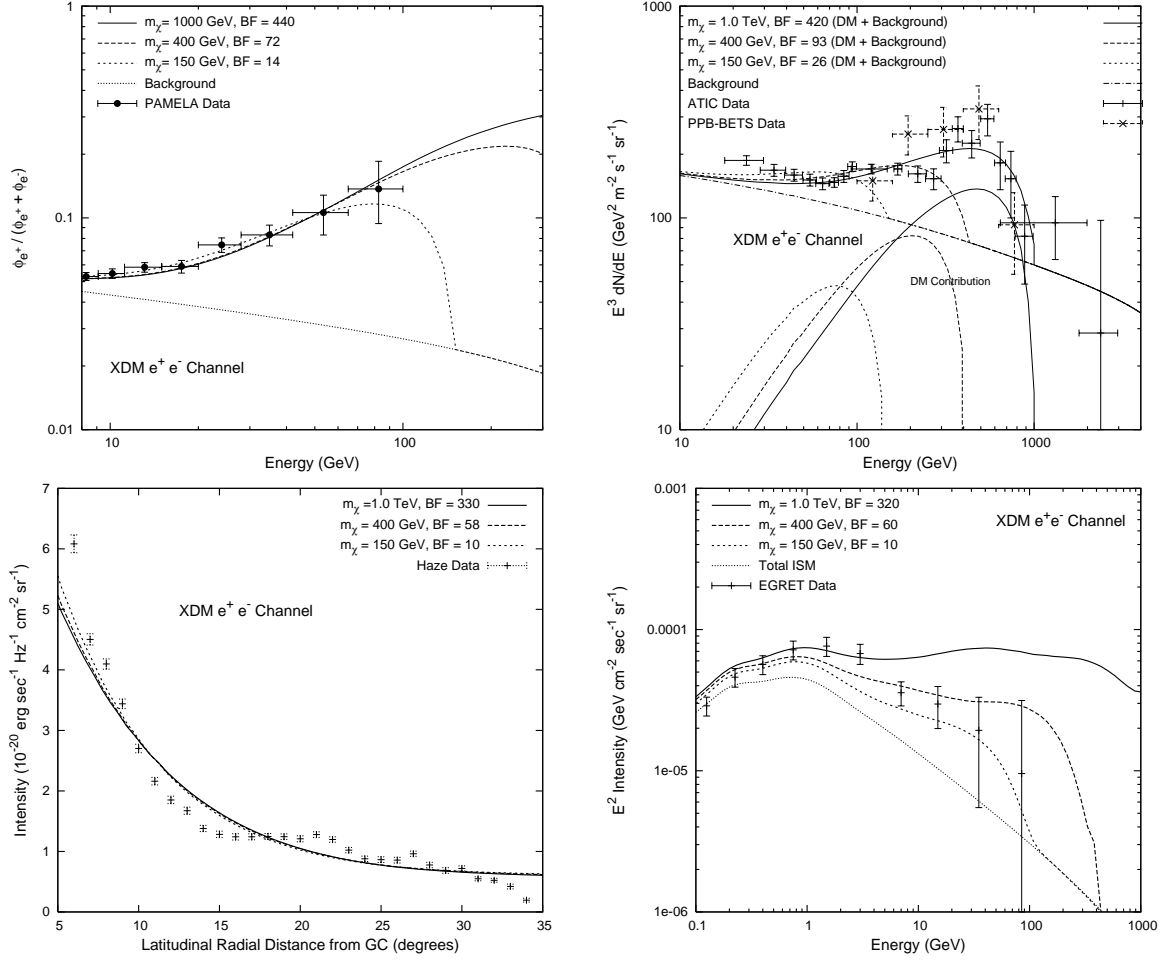 m_χ = 1000 GeV, BF = 440
m_χ = 400 GeV, BF = 72
m_χ = 150 GeV, BF = 14
Background
PAMELA Data
1
0.1
0.01
ϕ_e⁺ / (ϕ_e⁺ + ϕ_e⁻)
XDM e⁺ e⁻ Channel
10 100
Energy (GeV)
m_χ = 1.0 TeV, BF = 420 (DM + Background)
m_χ = 400 GeV, BF = 93 (DM + Background)
m_χ = 150 GeV, BF = 26 (DM + Background)
Background
ATIC Data
PPB-BETS Data
1000
100
10
E³ dN/dE (GeV² m⁻² s⁻¹ sr⁻¹)
XDM e⁺e⁻ Channel
DM Contribution
10 100 1000
Energy (GeV)
m_χ =1.0 TeV, BF = 330
m_χ = 400 GeV, BF = 58
m_χ = 150 GeV, BF = 10
Haze Data
7
6
5
4
3
2
1
0
Intensity (10⁻²⁰ erg sec⁻¹ Hz⁻¹ cm⁻² sr⁻¹)
XDM e⁺ e⁻ Channel
5 10 15 20 25 30 35
Latitudinal Radial Distance from GC (degrees)
m_χ =1.0 TeV, BF = 320
m_χ = 400 GeV, BF = 60
m_χ = 150 GeV, BF = 10
Total ISM
EGRET Data
XDM e⁺e⁻ Channel
0.001
0.0001
1e-05
1e-06
E² Intensity (GeV cm⁻² sec⁻¹ sr⁻¹)
0.1 1 10 100 1000
Energy (GeV)